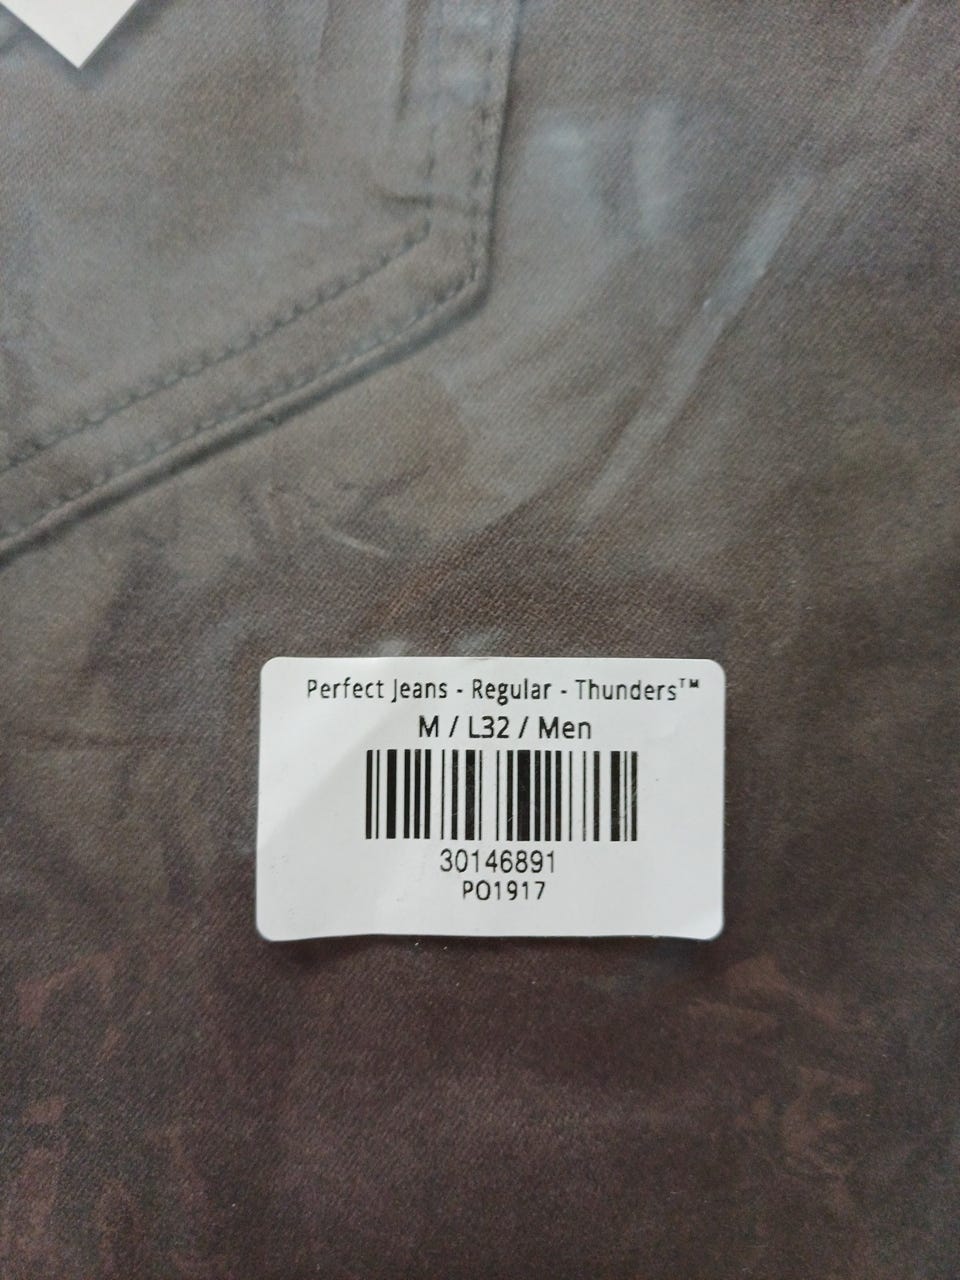 Perfect Jeans - Regular - Thunders™
M / L32 / Men
30146891
PO1917